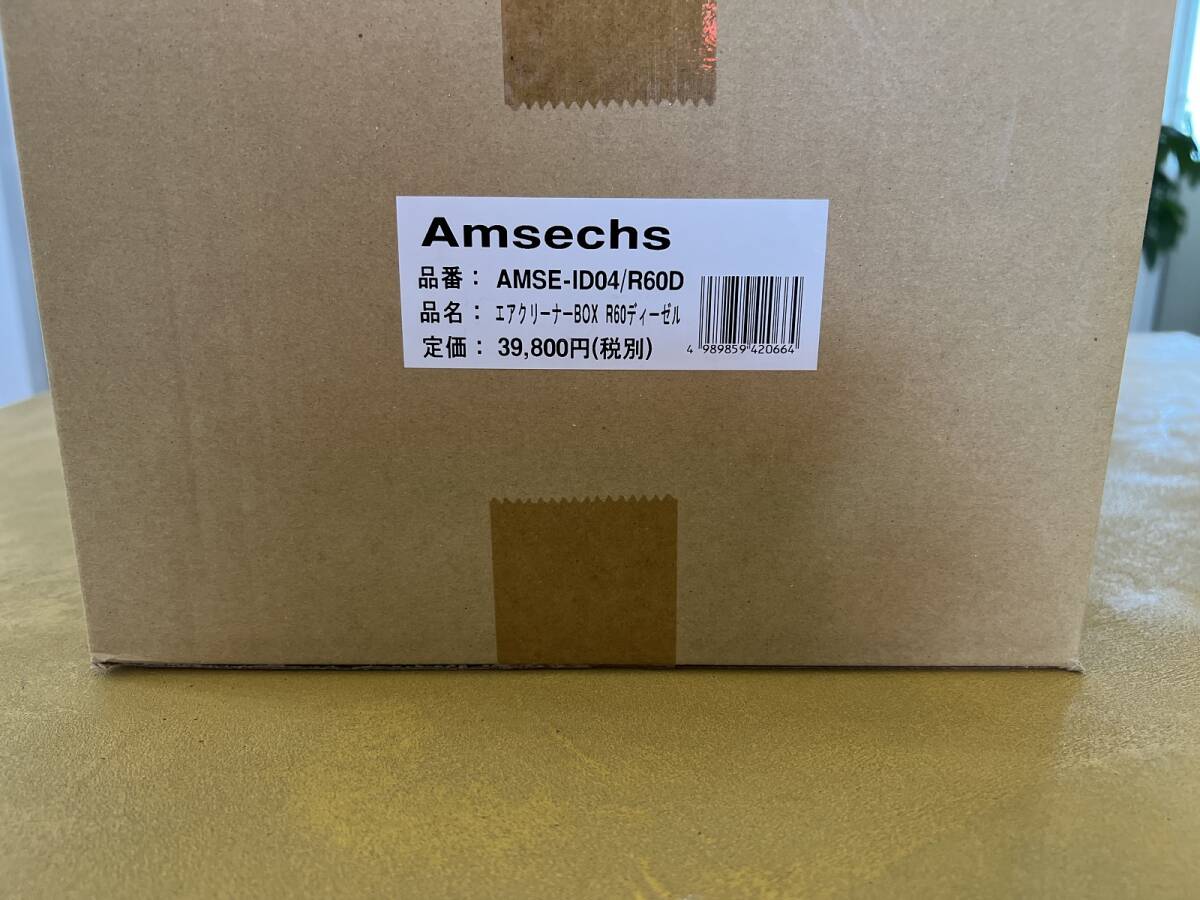 Amsechs
品番： AMSE-ID04/R60D
品名： エアクリーナーBOX R60ディーゼル
定価： 39,800円(税別)
4 989859 420664